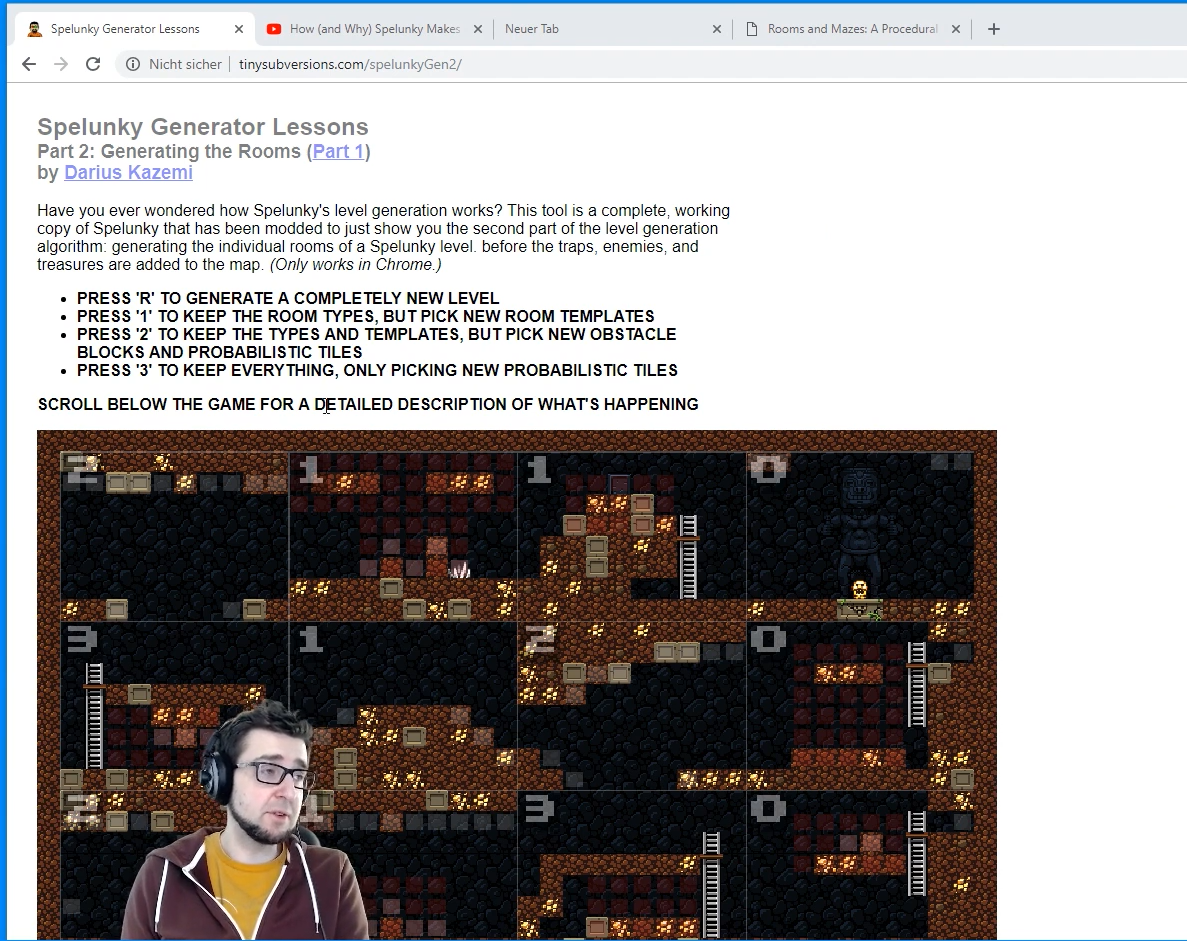 Spelunky Generator Lessons
How (and Why) Spelunky Makes
Neuer Tab
Rooms and Mazes: A Procedural
Nicht sicher
tinysubversions.com/spelunkyGen2/
Spelunky Generator Lessons
Part 2: Generating the Rooms (Part 1)
by Darius Kazemi
Have you ever wondered how Spelunky's level generation works? This tool is a complete, working
copy of Spelunky that has been modded to just show you the second part of the level generation
algorithm: generating the individual rooms of a Spelunky level. before the traps, enemies, and
treasures are added to the map. (Only works in Chrome.)
• PRESS 'R' TO GENERATE A COMPLETELY NEW LEVEL
• PRESS '1' TO KEEP THE ROOM TYPES, BUT PICK NEW ROOM TEMPLATES
• PRESS '2' TO KEEP THE TYPES AND TEMPLATES, BUT PICK NEW OBSTACLE
BLOCKS AND PROBABILISTIC TILES
• PRESS '3' TO KEEP EVERYTHING, ONLY PICKING NEW PROBABILISTIC TILES
SCROLL BELOW THE GAME FOR A DETAILED DESCRIPTION OF WHAT'S HAPPENING
2 1 1 0
3 1 2 0
2 1 3 0